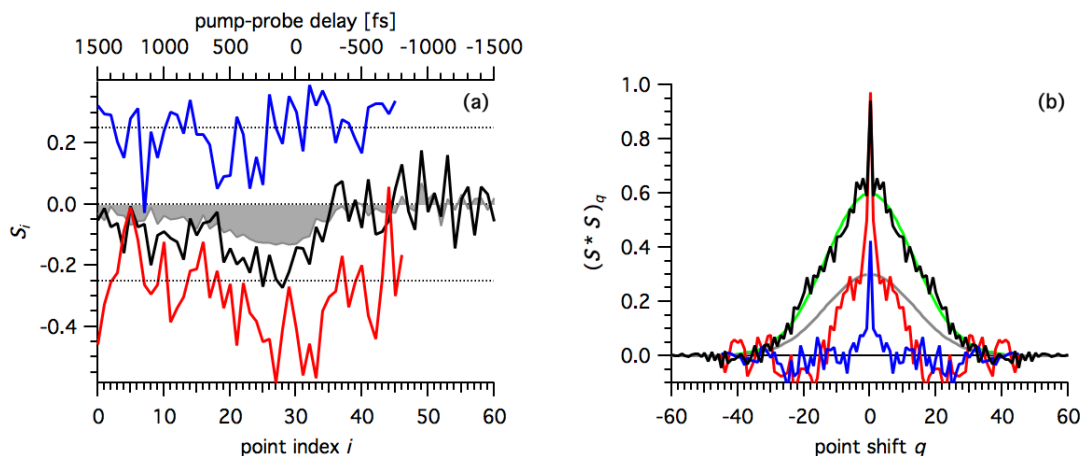 pump-probe delay [fs]
1500 1000 500 0 -500 -1000 -1500
(a)
0.2
0.0
-0.2
-0.4
S_i
0 10 20 30 40 50 60
point index i
(b)
1.0
0.8
0.6
0.4
0.2
0.0
(S* S)_q
-60 -40 -20 0 20 40 60
point shift q